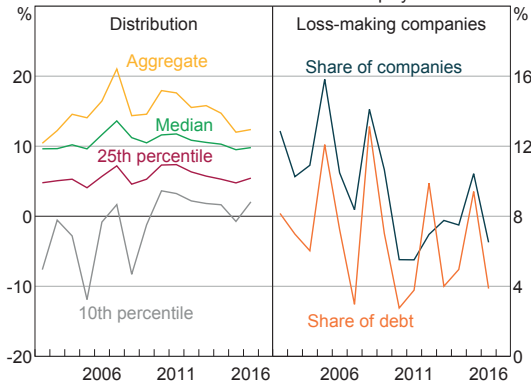 % %
Distribution Loss-making companies
Aggregate
Median
25th percentile
10th percentile
Share of companies
Share of debt
20
10
0
-10
-20
16
12
8
4
0
2006 2011 2016 2006 2011 2016